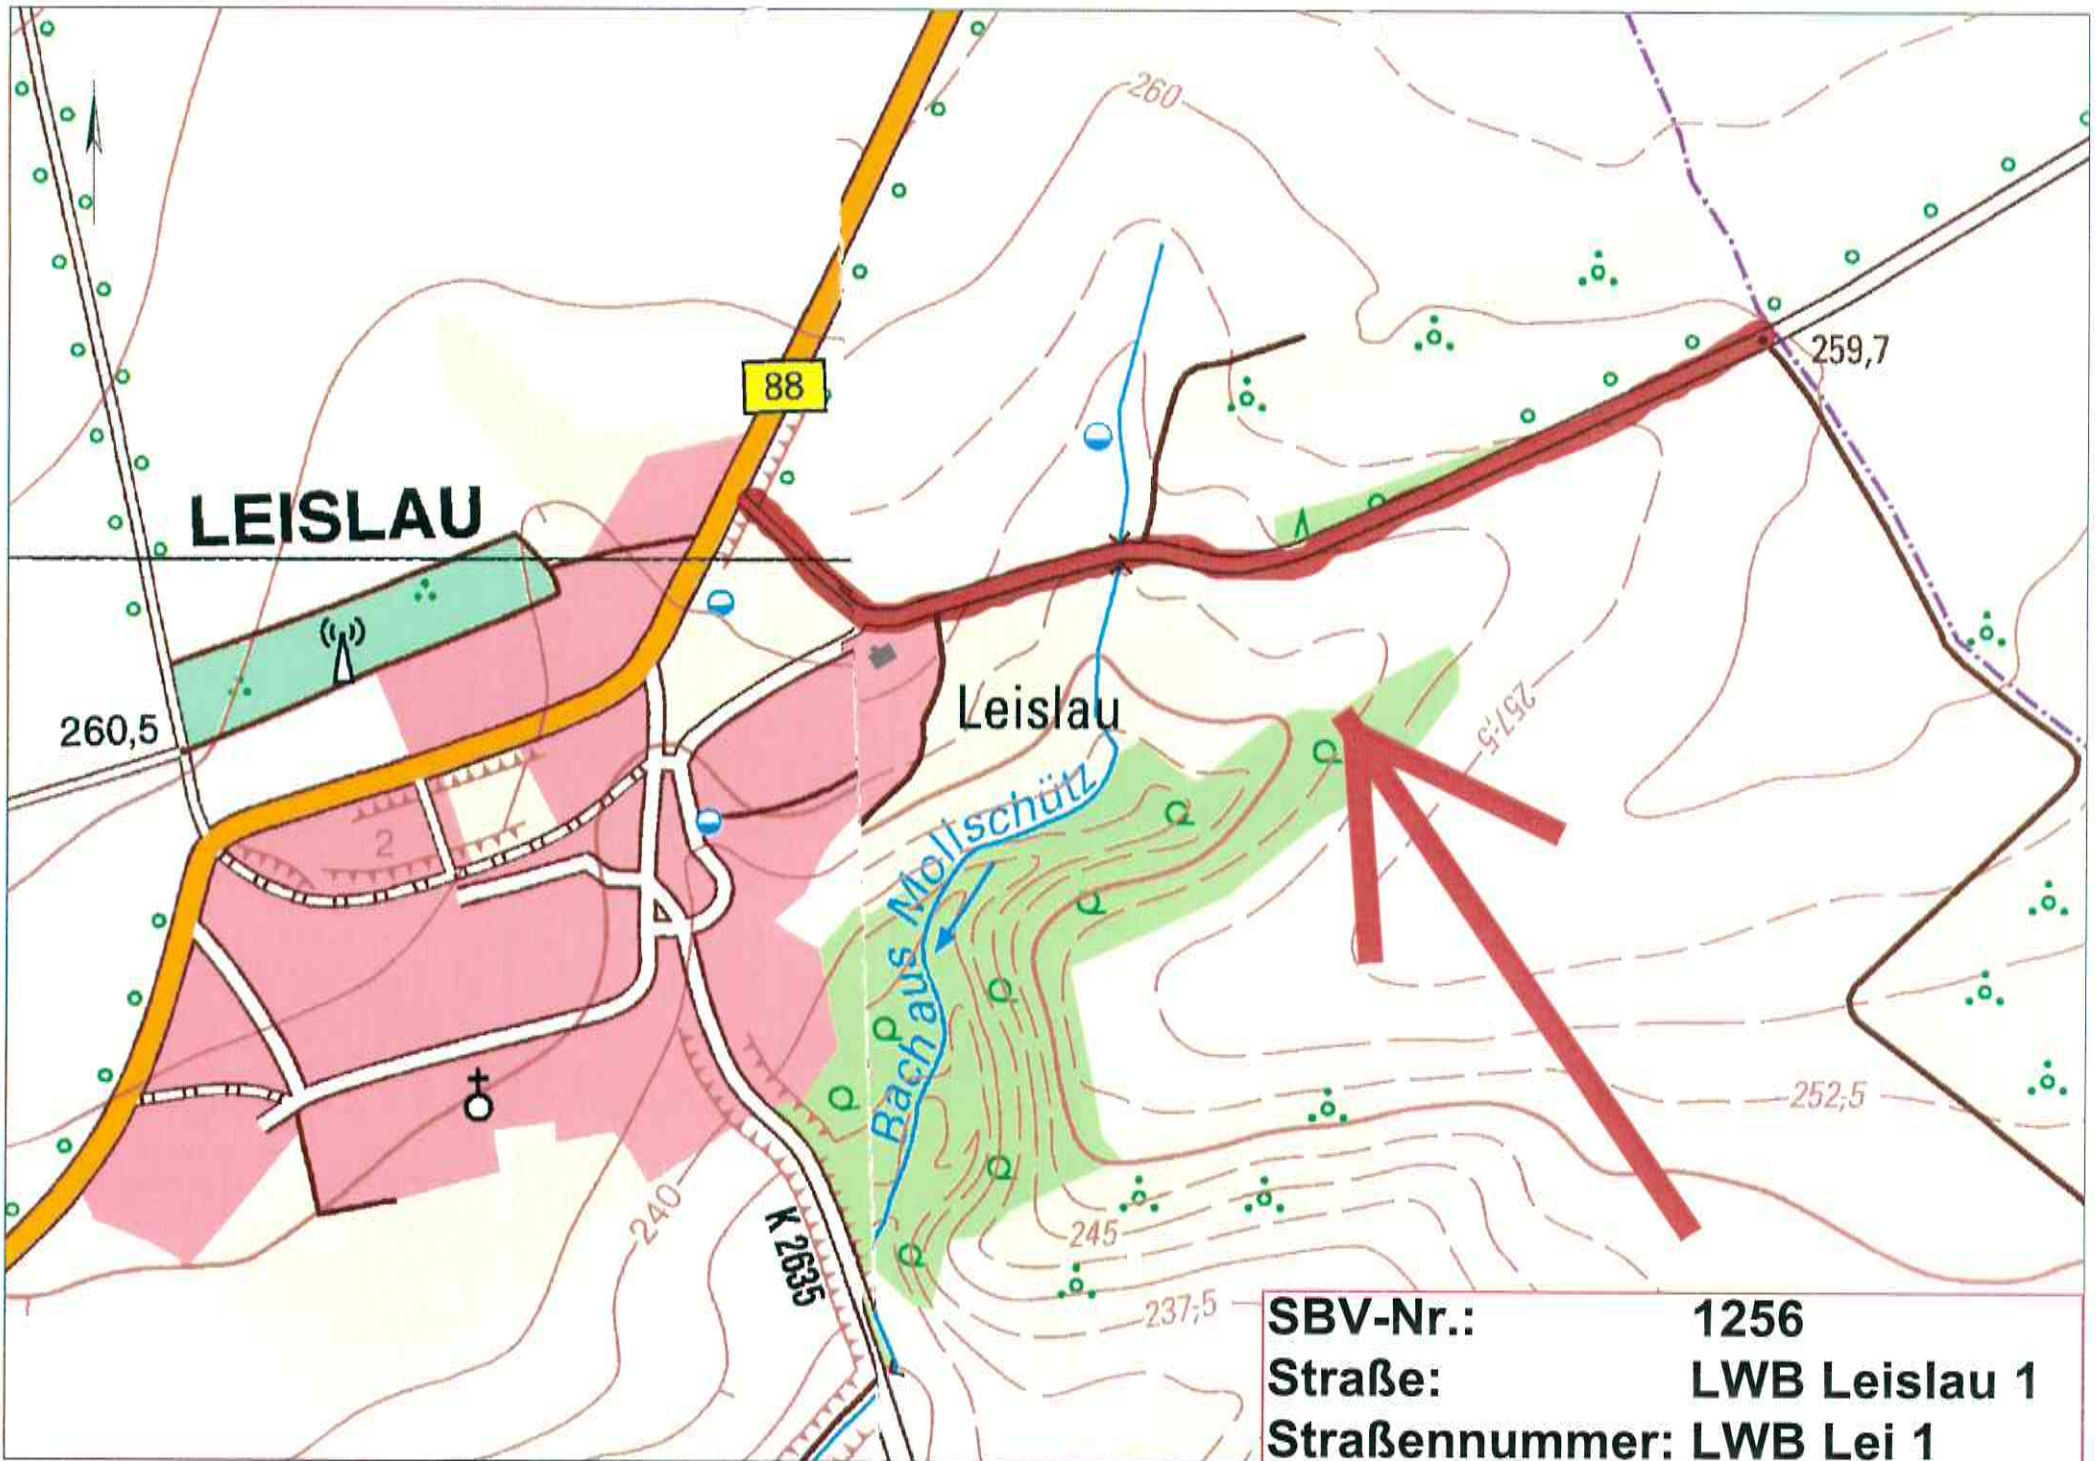 260
259,7
88
LEISLAU
260,5
Leislau
257,5
2
Bach aus Mollschütz
252,5
240
245
K 2635
237,5
SBV-Nr.: 1256
Straße: LWB Leislau 1
Straßennummer: LWB Lei 1